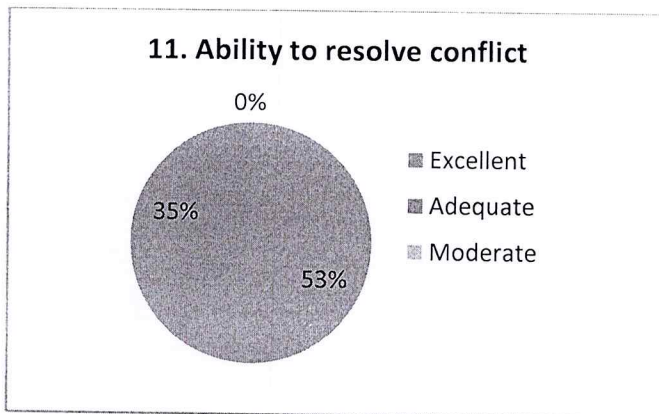 11. Ability to resolve conflict
0%
35%
53%
Excellent
Adequate
Moderate